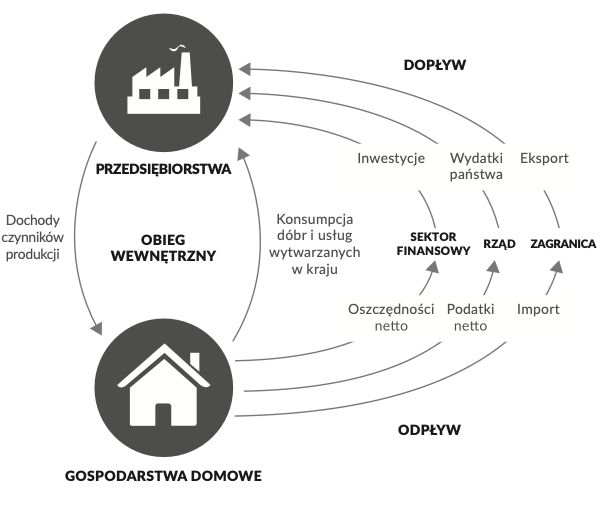 DOPŁYW
PRZEDSIĘBIORSTWA
Inwestycje
Wydatki
państwa
Eksport
Dochody
czynników
produkcji
OBIEG
WEWNĘTRZNY
Konsumpcja
dóbr i usług
wytwarzanych
w kraju
SEKTOR
FINANSOWY
RZĄD
ZAGRANICA
Oszczędności
netto
Podatki
netto
Import
ODPŁYW
GOSPODARSTWA DOMOWE